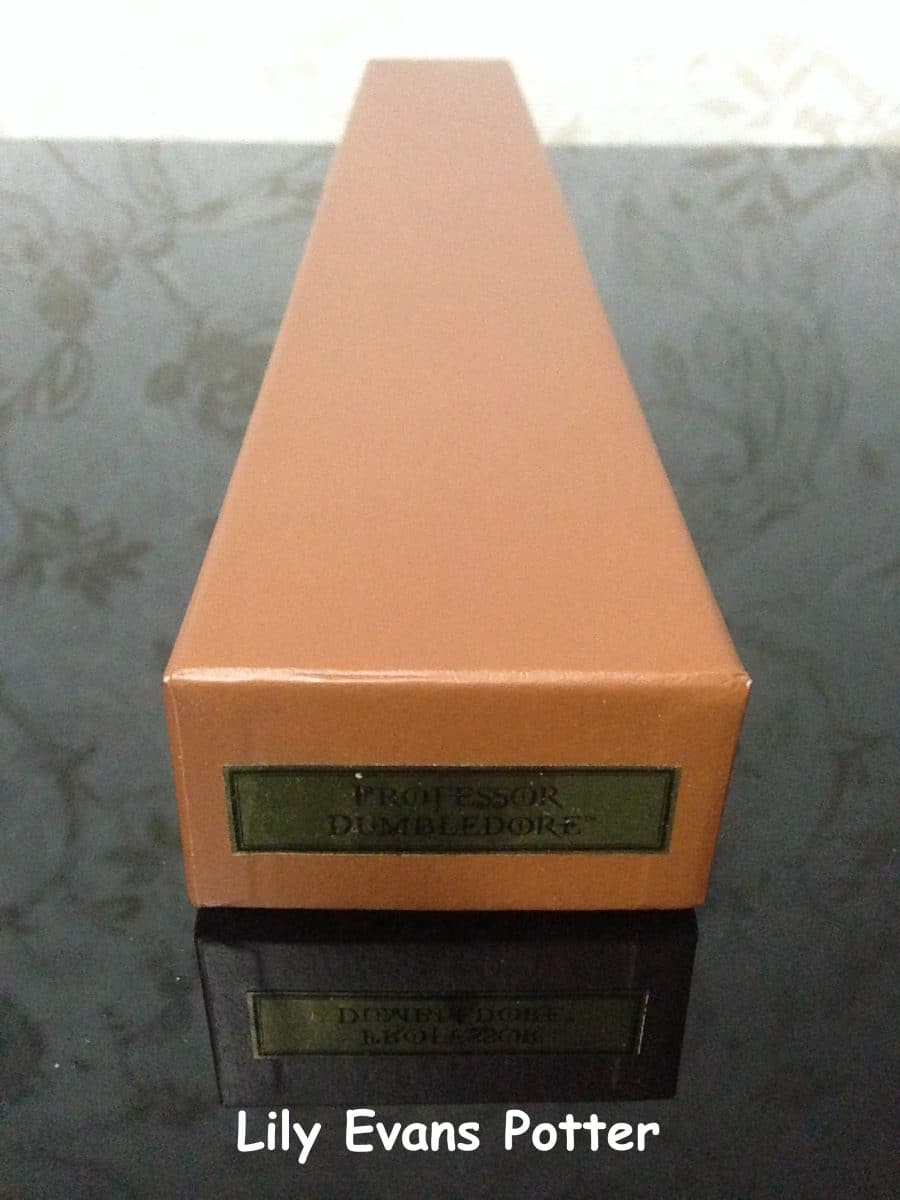 PROFESSOR
DUMBLEDORE™
Lily Evans Potter